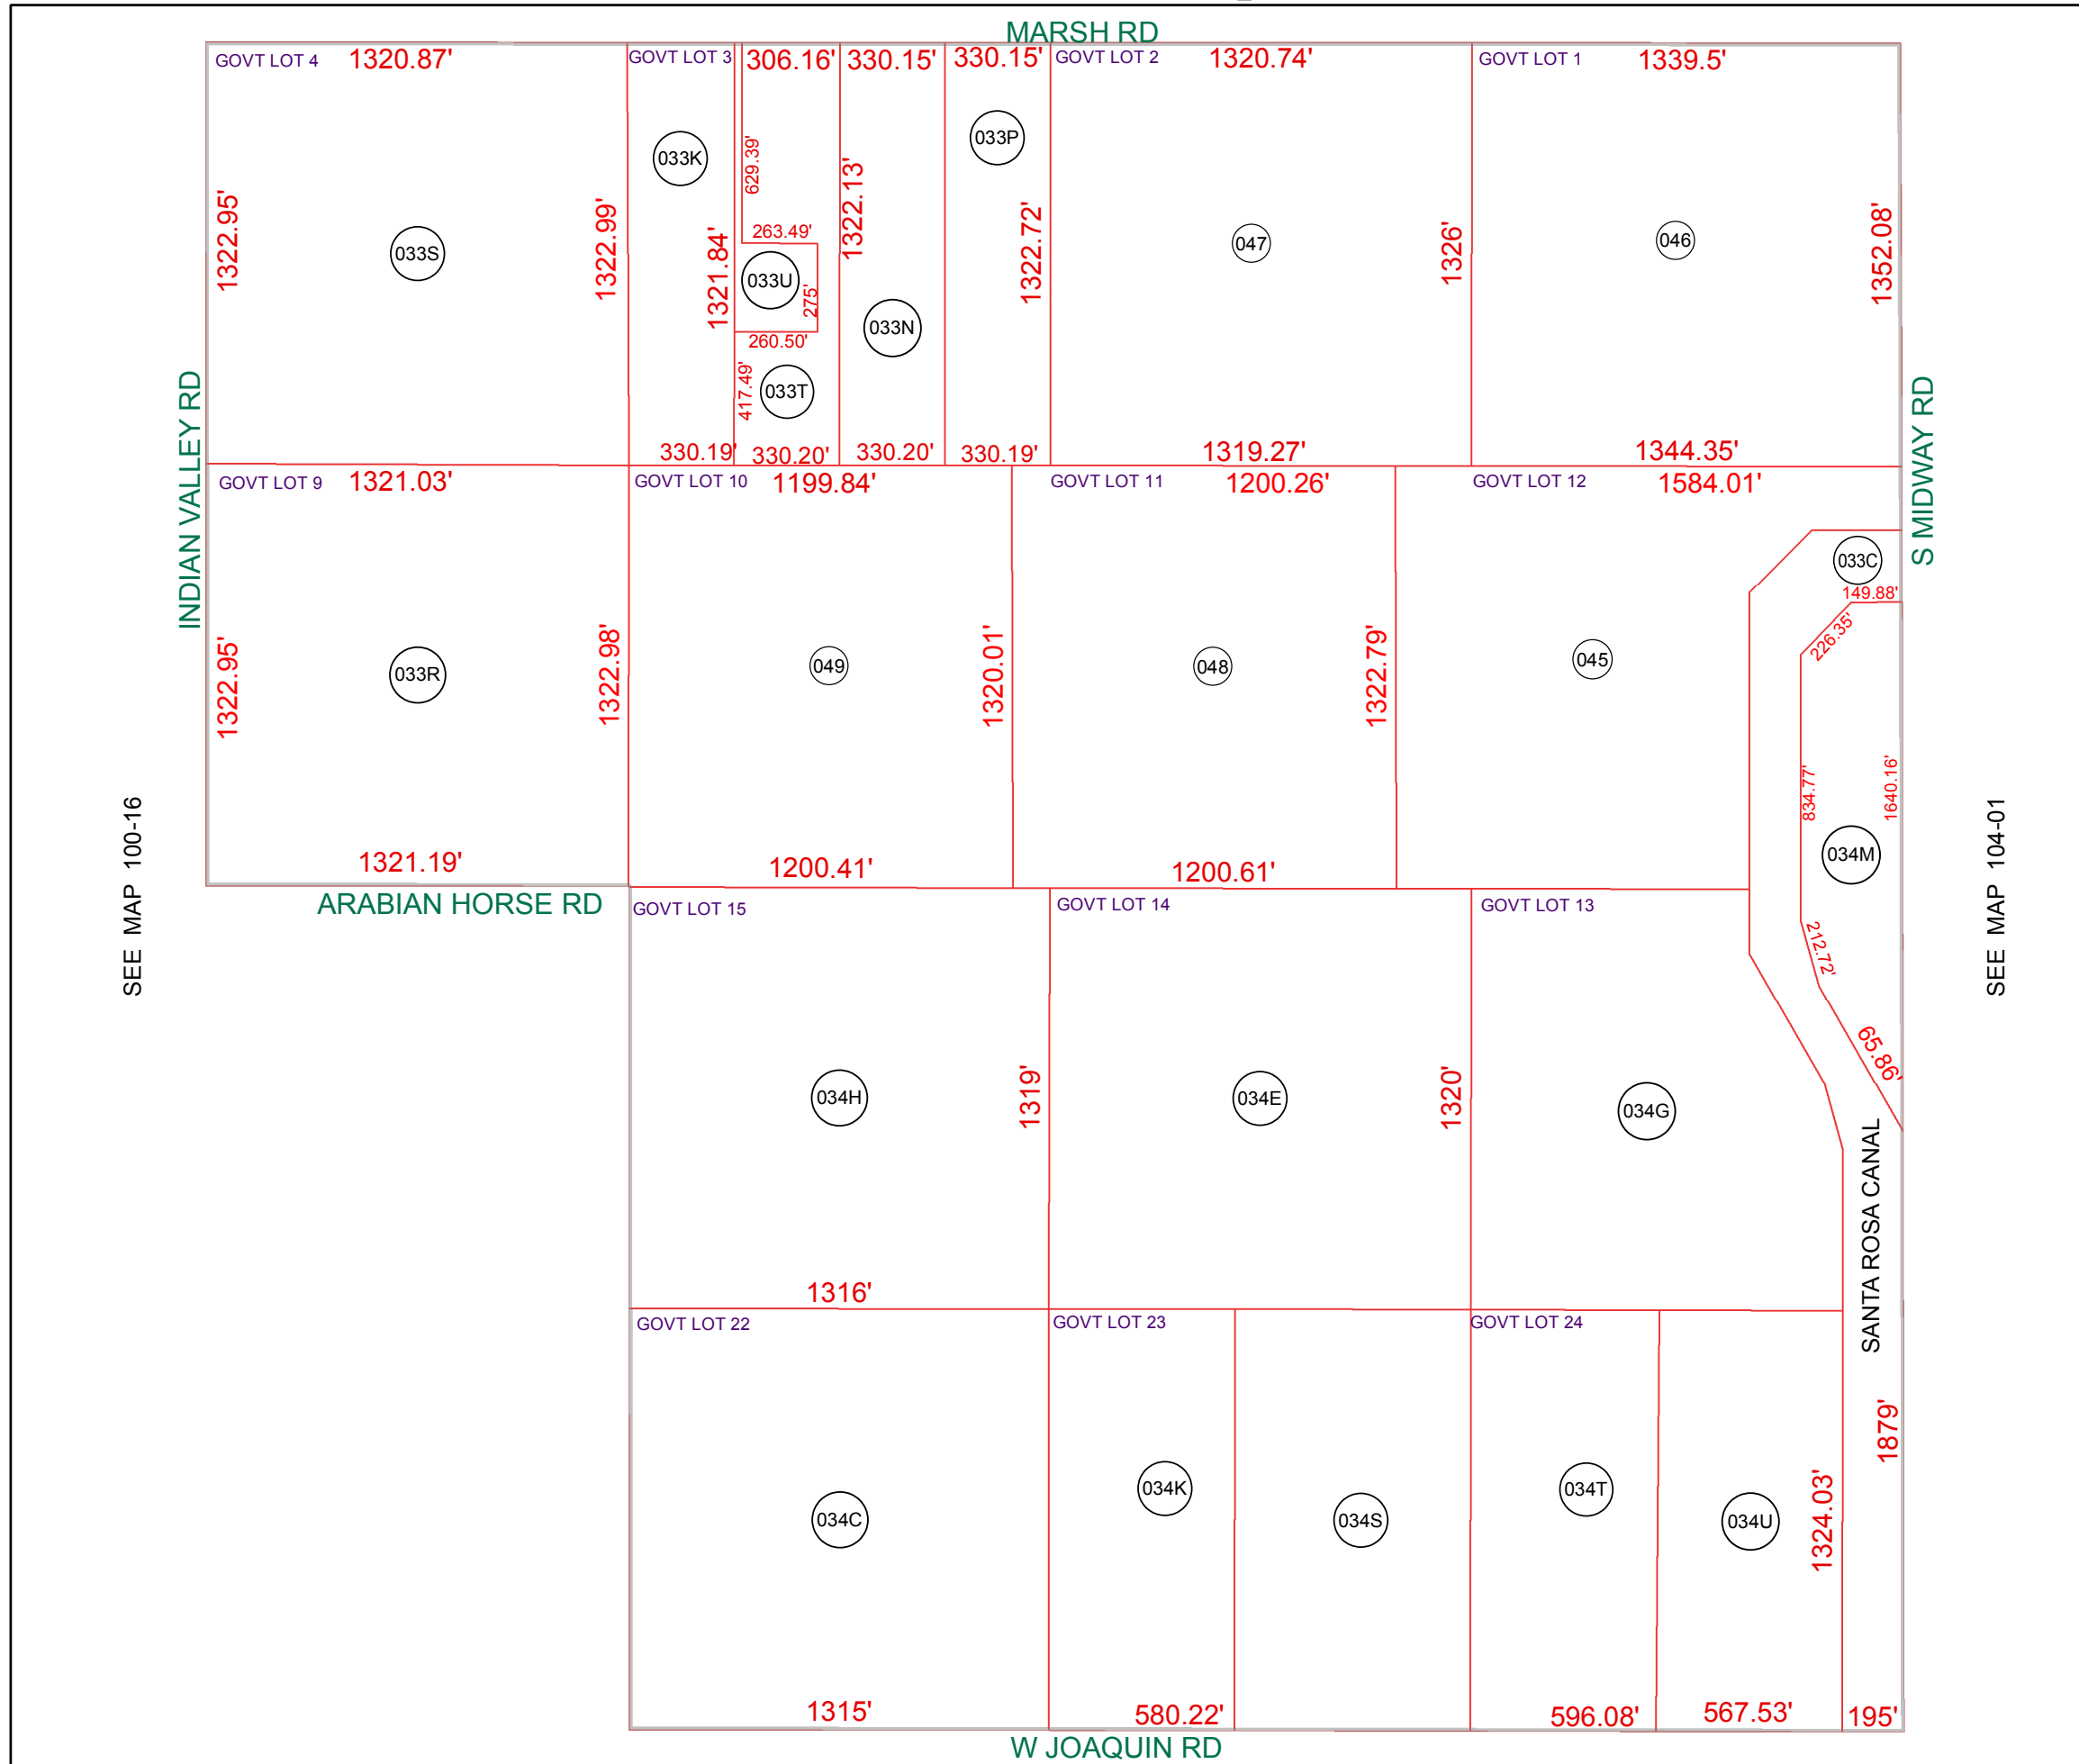 MARSH RD
GOVT LOT 4
1320.87'
GOVT LOT 3
306.16'
330.15'
330.15'
GOVT LOT 2
1320.74'
GOVT LOT 1
1339.5'
033K
033P
629.39'
1322.13'
1322.95'
033S
1322.99'
1321.84'
263.49'
033U
275'
260.50'
033N
417.49'
033T
1322.72'
047
1326'
046
1352.08'
330.19'
330.20'
330.20'
330.19'
1319.27'
1344.35'
INDIAN VALLEY RD
S MIDWAY RD
GOVT LOT 9
1321.03'
GOVT LOT 10
1199.84'
GOVT LOT 11
1200.26'
GOVT LOT 12
1584.01'
033C
149.88'
226.35'
1322.95'
033R
1322.98'
049
1320.01'
048
1322.79'
045
834.77'
1640.16'
034M
SEE MAP 100-16
SEE MAP 104-01
1321.19'
1200.41'
1200.61'
ARABIAN HORSE RD
GOVT LOT 15
GOVT LOT 14
GOVT LOT 13
212.72'
65.86'
034H
1319'
034E
1320'
034G
SANTA ROSA CANAL
1316'
GOVT LOT 22
GOVT LOT 23
GOVT LOT 24
1879'
034C
034K
034S
034T
034U
1324.03'
1315'
580.22'
596.08'
567.53'
195'
W JOAQUIN RD